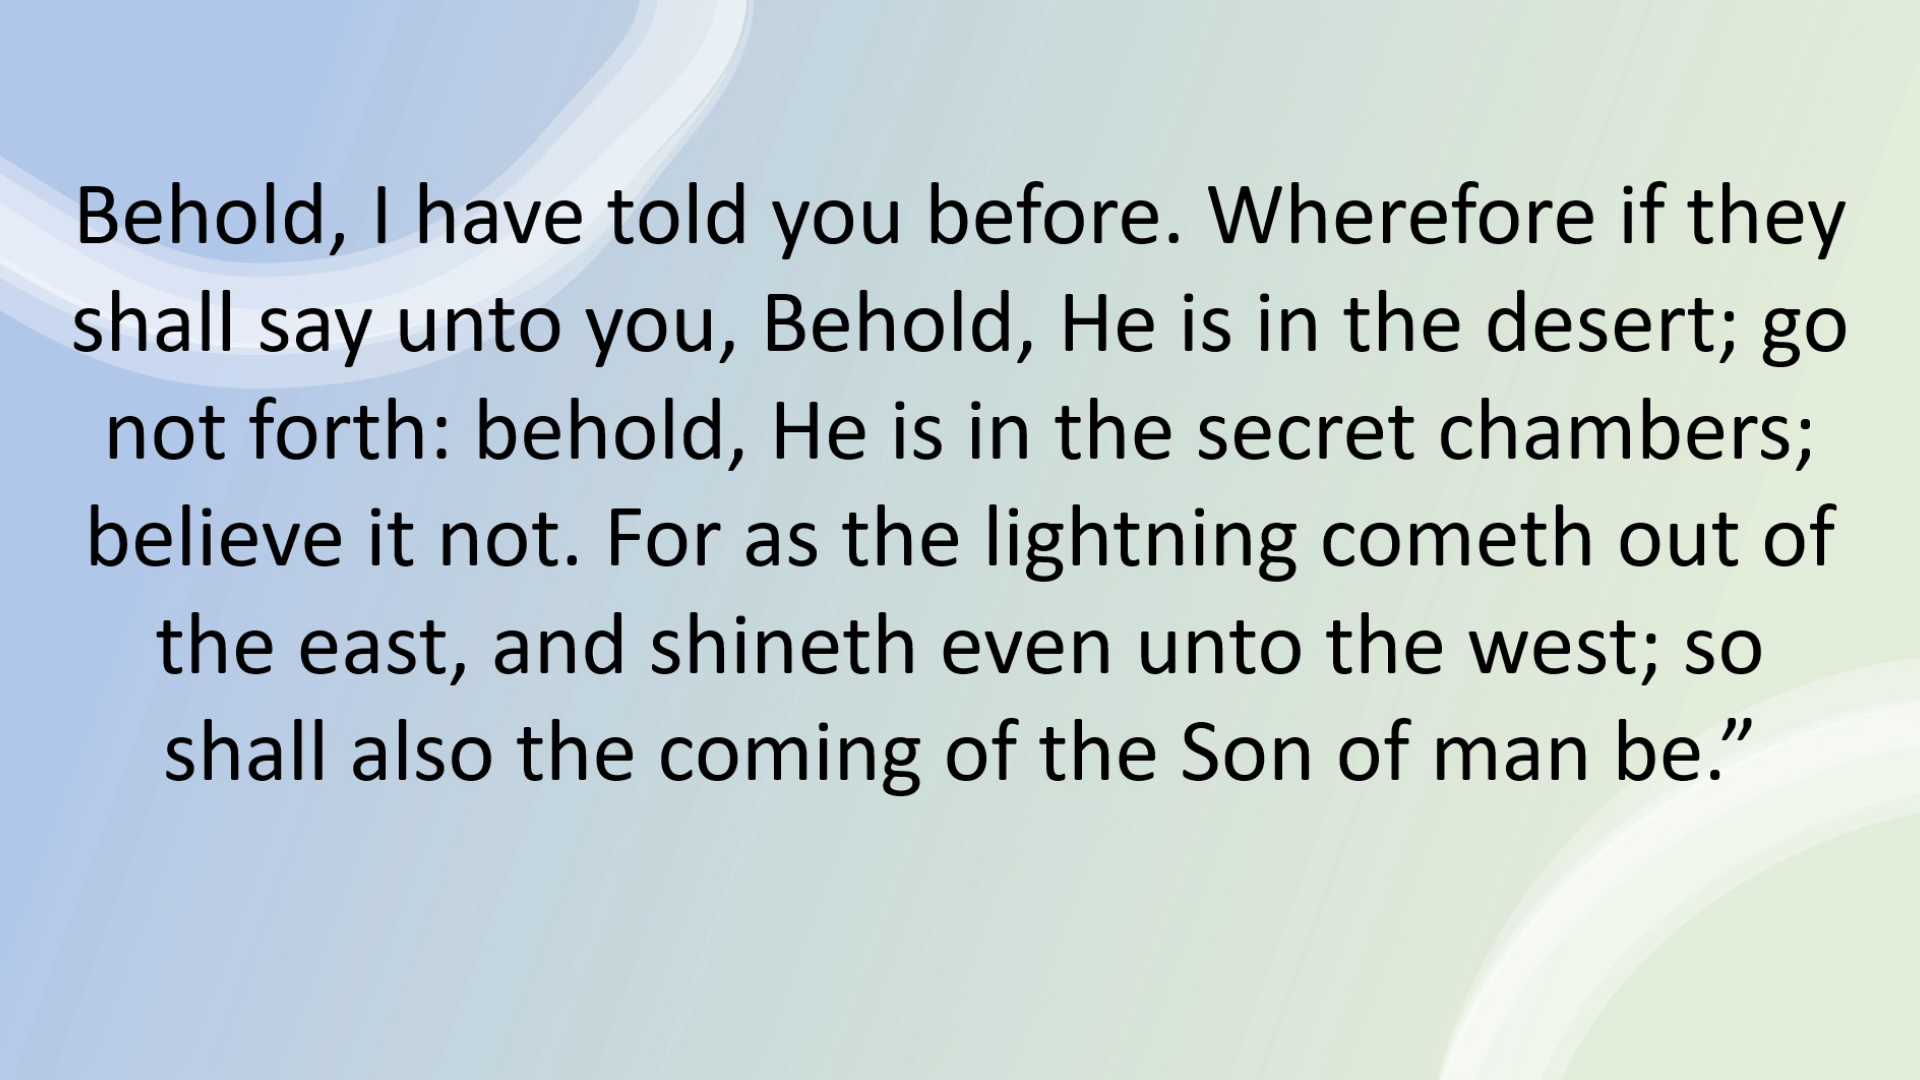 Behold, I have told you before. Wherefore if they
shall say unto you, Behold, He is in the desert; go
not forth: behold, He is in the secret chambers;
believe it not. For as the lightning cometh out of
the east, and shineth even unto the west; so
shall also the coming of the Son of man be.”